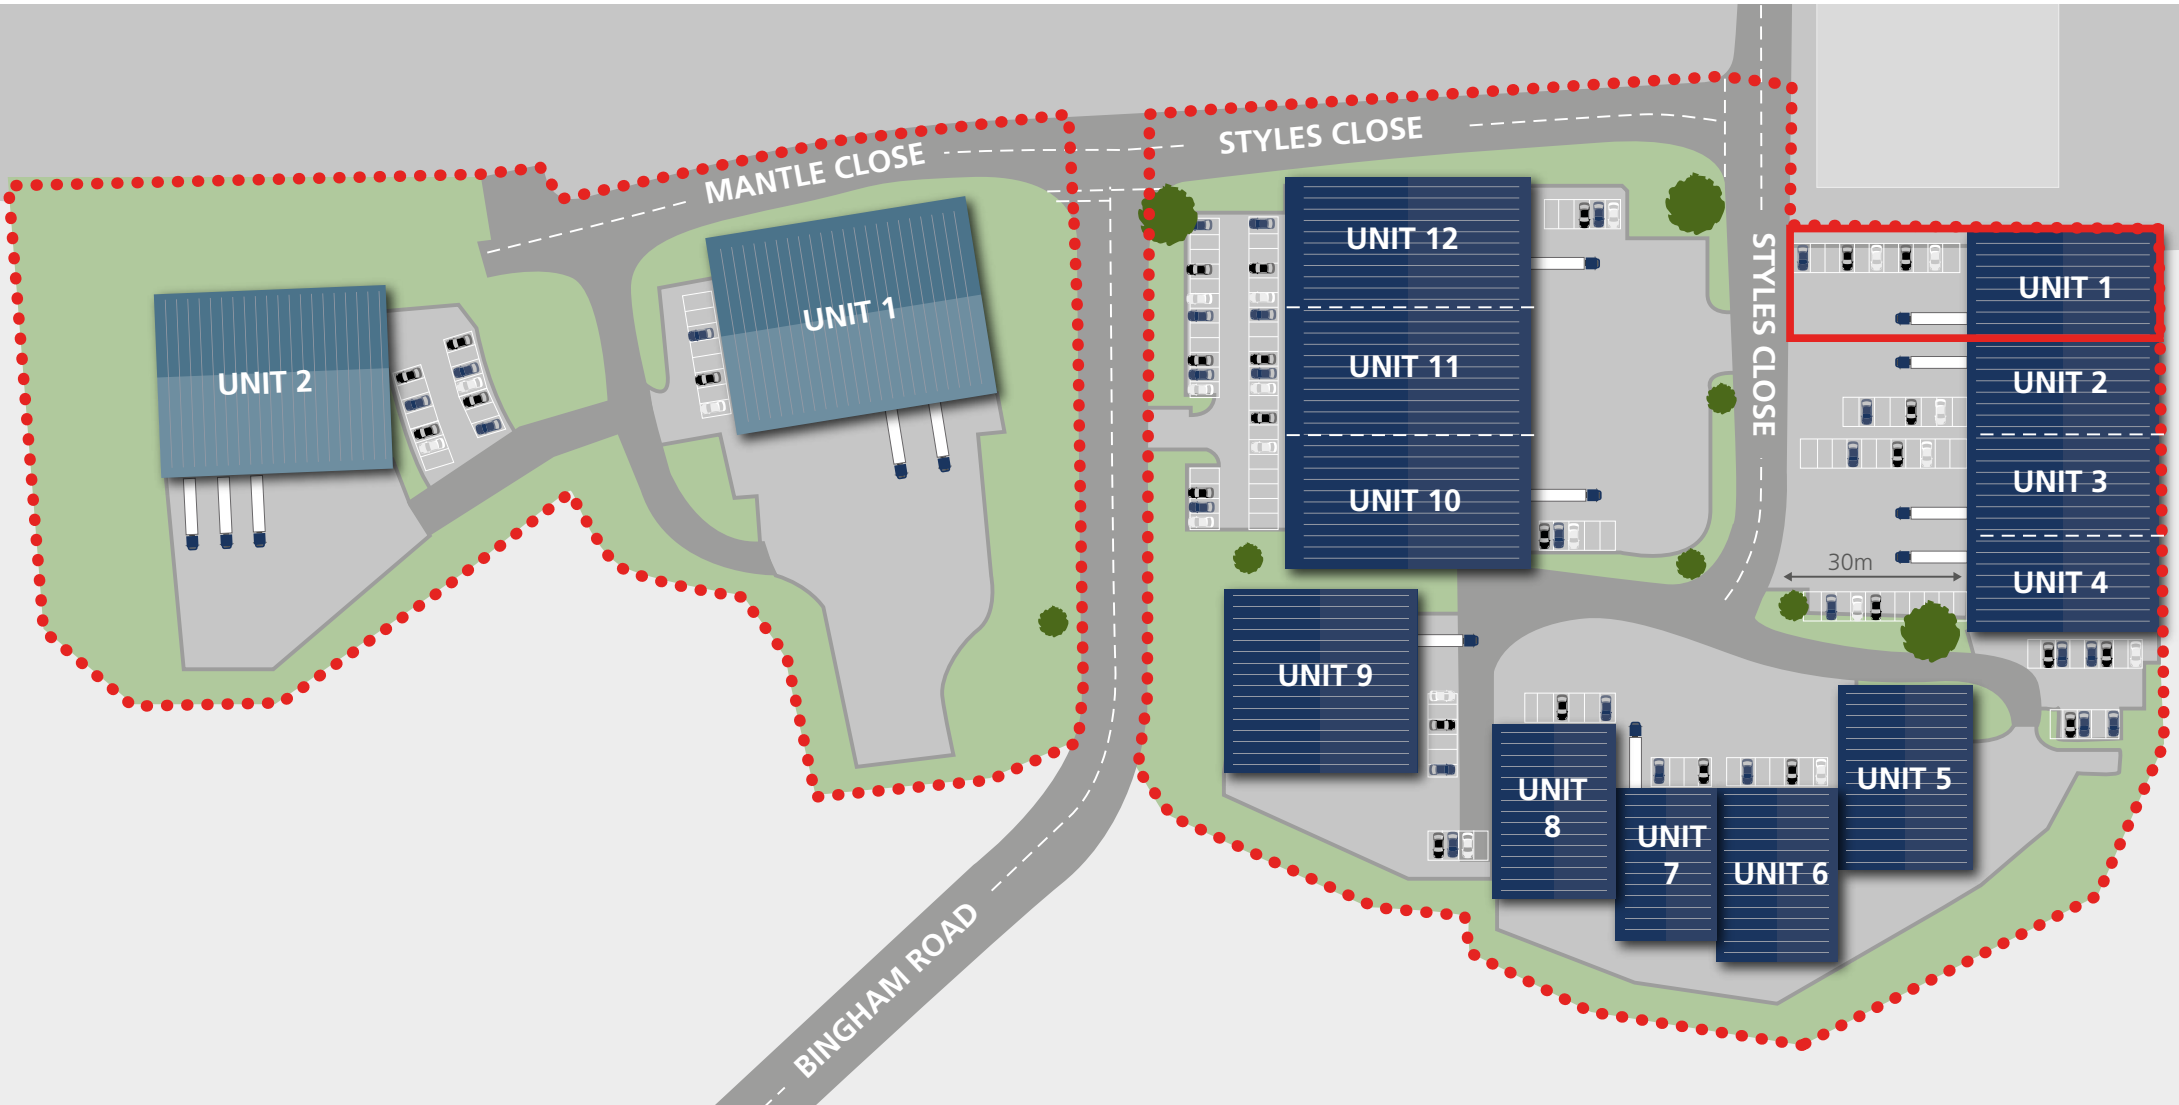 MANTLE CLOSE
STYLES CLOSE
UNIT 2
UNIT 1
UNIT 12
UNIT 11
UNIT 10
STYLES CLOSE
UNIT 1
UNIT 2
UNIT 3
UNIT 4
30m
UNIT 9
UNIT
8
UNIT
7
UNIT 6
UNIT 5
BINGHAM ROAD